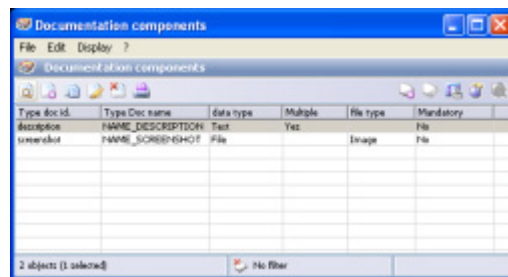 Documentation components
File Edit Display ?
Documentation components
Type doc id. Type Doc name data type Multiple file type Mandatory
description NAME_DESCRIPTION Text Yes No
screenshot NAME_SCREENSHOT File Image No
2 objects (1 selected) No filter